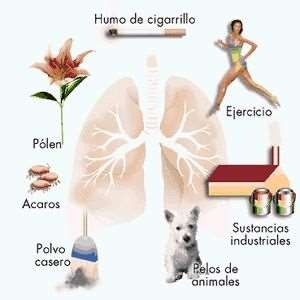 Humo de cigarrillo
Ejercicio
Pólen
Acaros
Sustancias
industriales
Polvo
casero
Pelos de
animales